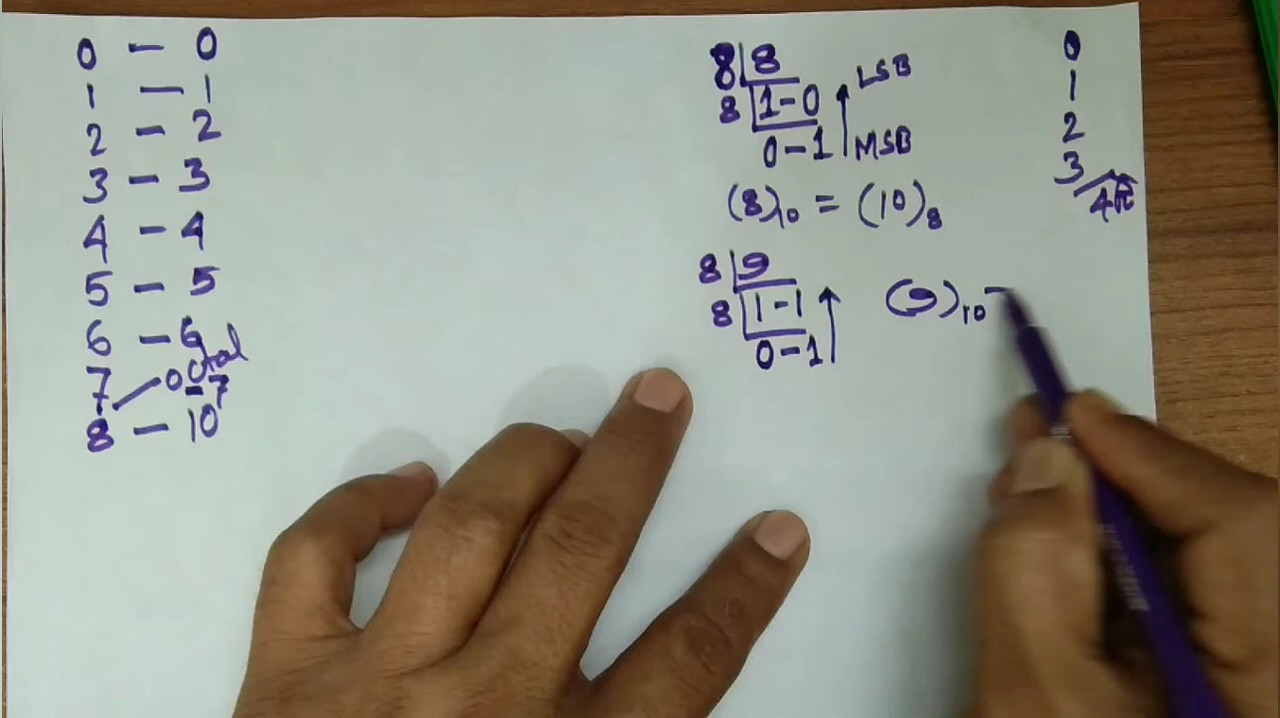 0 - 0
1 - 1
2 - 2
3 - 3
4 - 4
5 - 5
6 - 6
7 - 7
octal
8 - 10
8 | 8
8 | 1 - 0 LSB
0 - 1 MSB
(8)10 = (10)8
8 | 9
8 | 1 - 1
0 - 1
(9)10
0
1
2
3
4